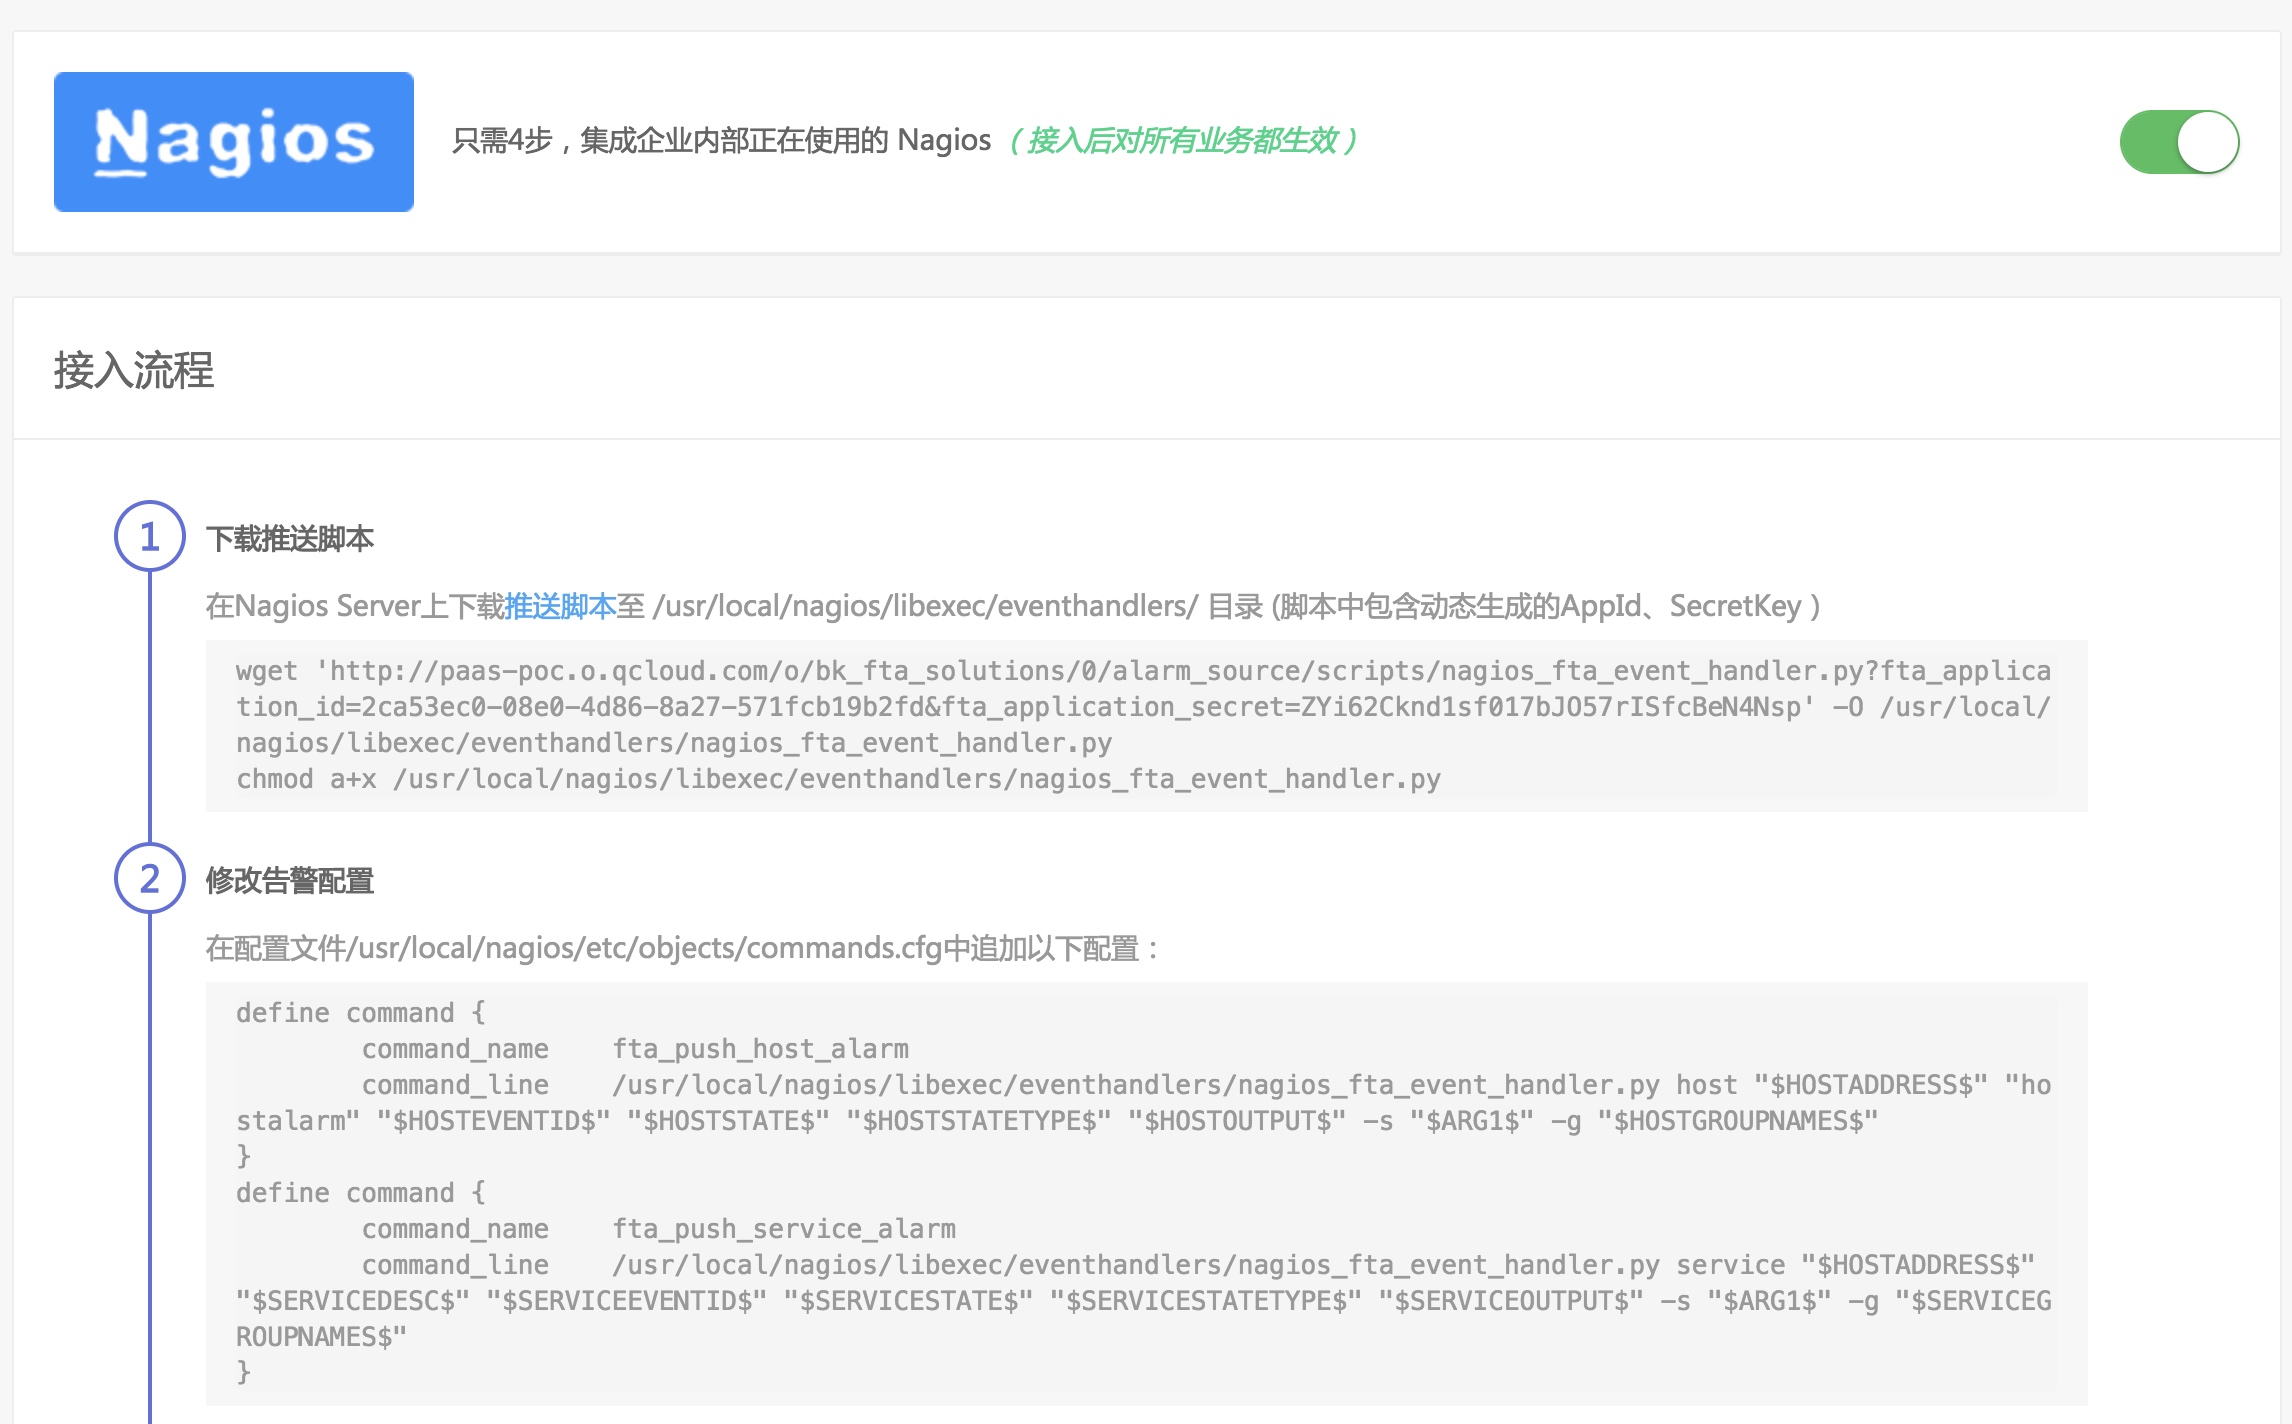 Nagios
只需4步，集成企业内部正在使用的 Nagios （接入后对所有业务都生效）
接入流程
1 下载推送脚本
在Nagios Server上下载推送脚本至 /usr/local/nagios/libexec/eventhandlers/ 目录 (脚本中包含动态生成的AppId、SecretKey )
wget 'http://paas-poc.o.qcloud.com/o/bk_fta_solutions/0/alarm_source/scripts/nagios_fta_event_handler.py?fta_applica
tion_id=2ca53ec0-08e0-4d86-8a27-571fcb19b2fd&fta_application_secret=ZYi62Cknd1sf017bJO57rISfcBeN4Nsp' -O /usr/local/
nagios/libexec/eventhandlers/nagios_fta_event_handler.py
chmod a+x /usr/local/nagios/libexec/eventhandlers/nagios_fta_event_handler.py
2 修改告警配置
在配置文件/usr/local/nagios/etc/objects/commands.cfg中追加以下配置：
define command {
        command_name    fta_push_host_alarm
        command_line    /usr/local/nagios/libexec/eventhandlers/nagios_fta_event_handler.py host "$HOSTADDRESS$" "ho
stalarm" "$HOSTEVENTID$" "$HOSTSTATE$" "$HOSTSTATETYPE$" "$HOSTOUTPUT$" -s "$ARG1$" -g "$HOSTGROUPNAMES$"
}
define command {
        command_name    fta_push_service_alarm
        command_line    /usr/local/nagios/libexec/eventhandlers/nagios_fta_event_handler.py service "$HOSTADDRESS$"
"$SERVICEDESC$" "$SERVICEEVENTID$" "$SERVICESTATE$" "$SERVICESTATETYPE$" "$SERVICEOUTPUT$" -s "$ARG1$" -g "$SERVICEG
ROUPNAMES$"
}